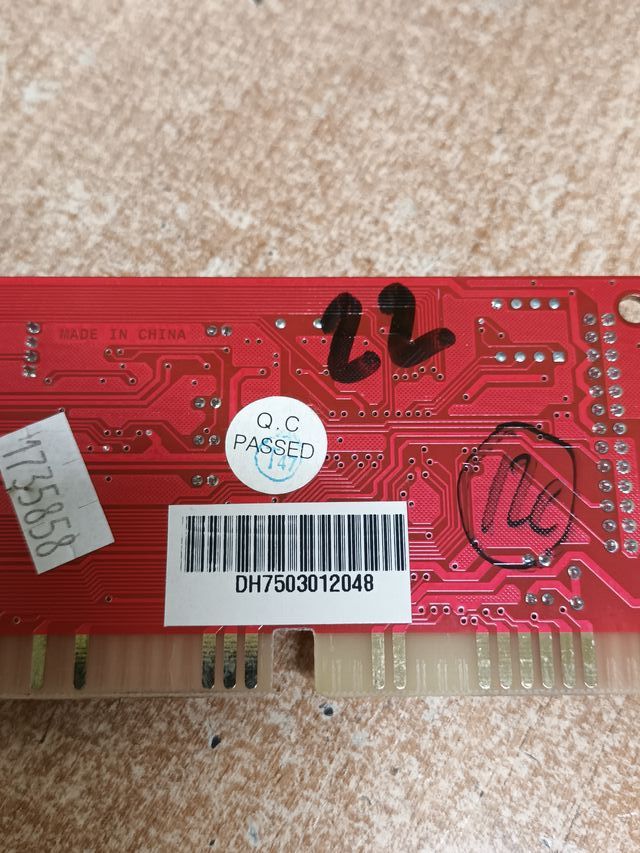 22
MADE IN CHINA
Q.C
PASSED
147
1735858
DH7503012048